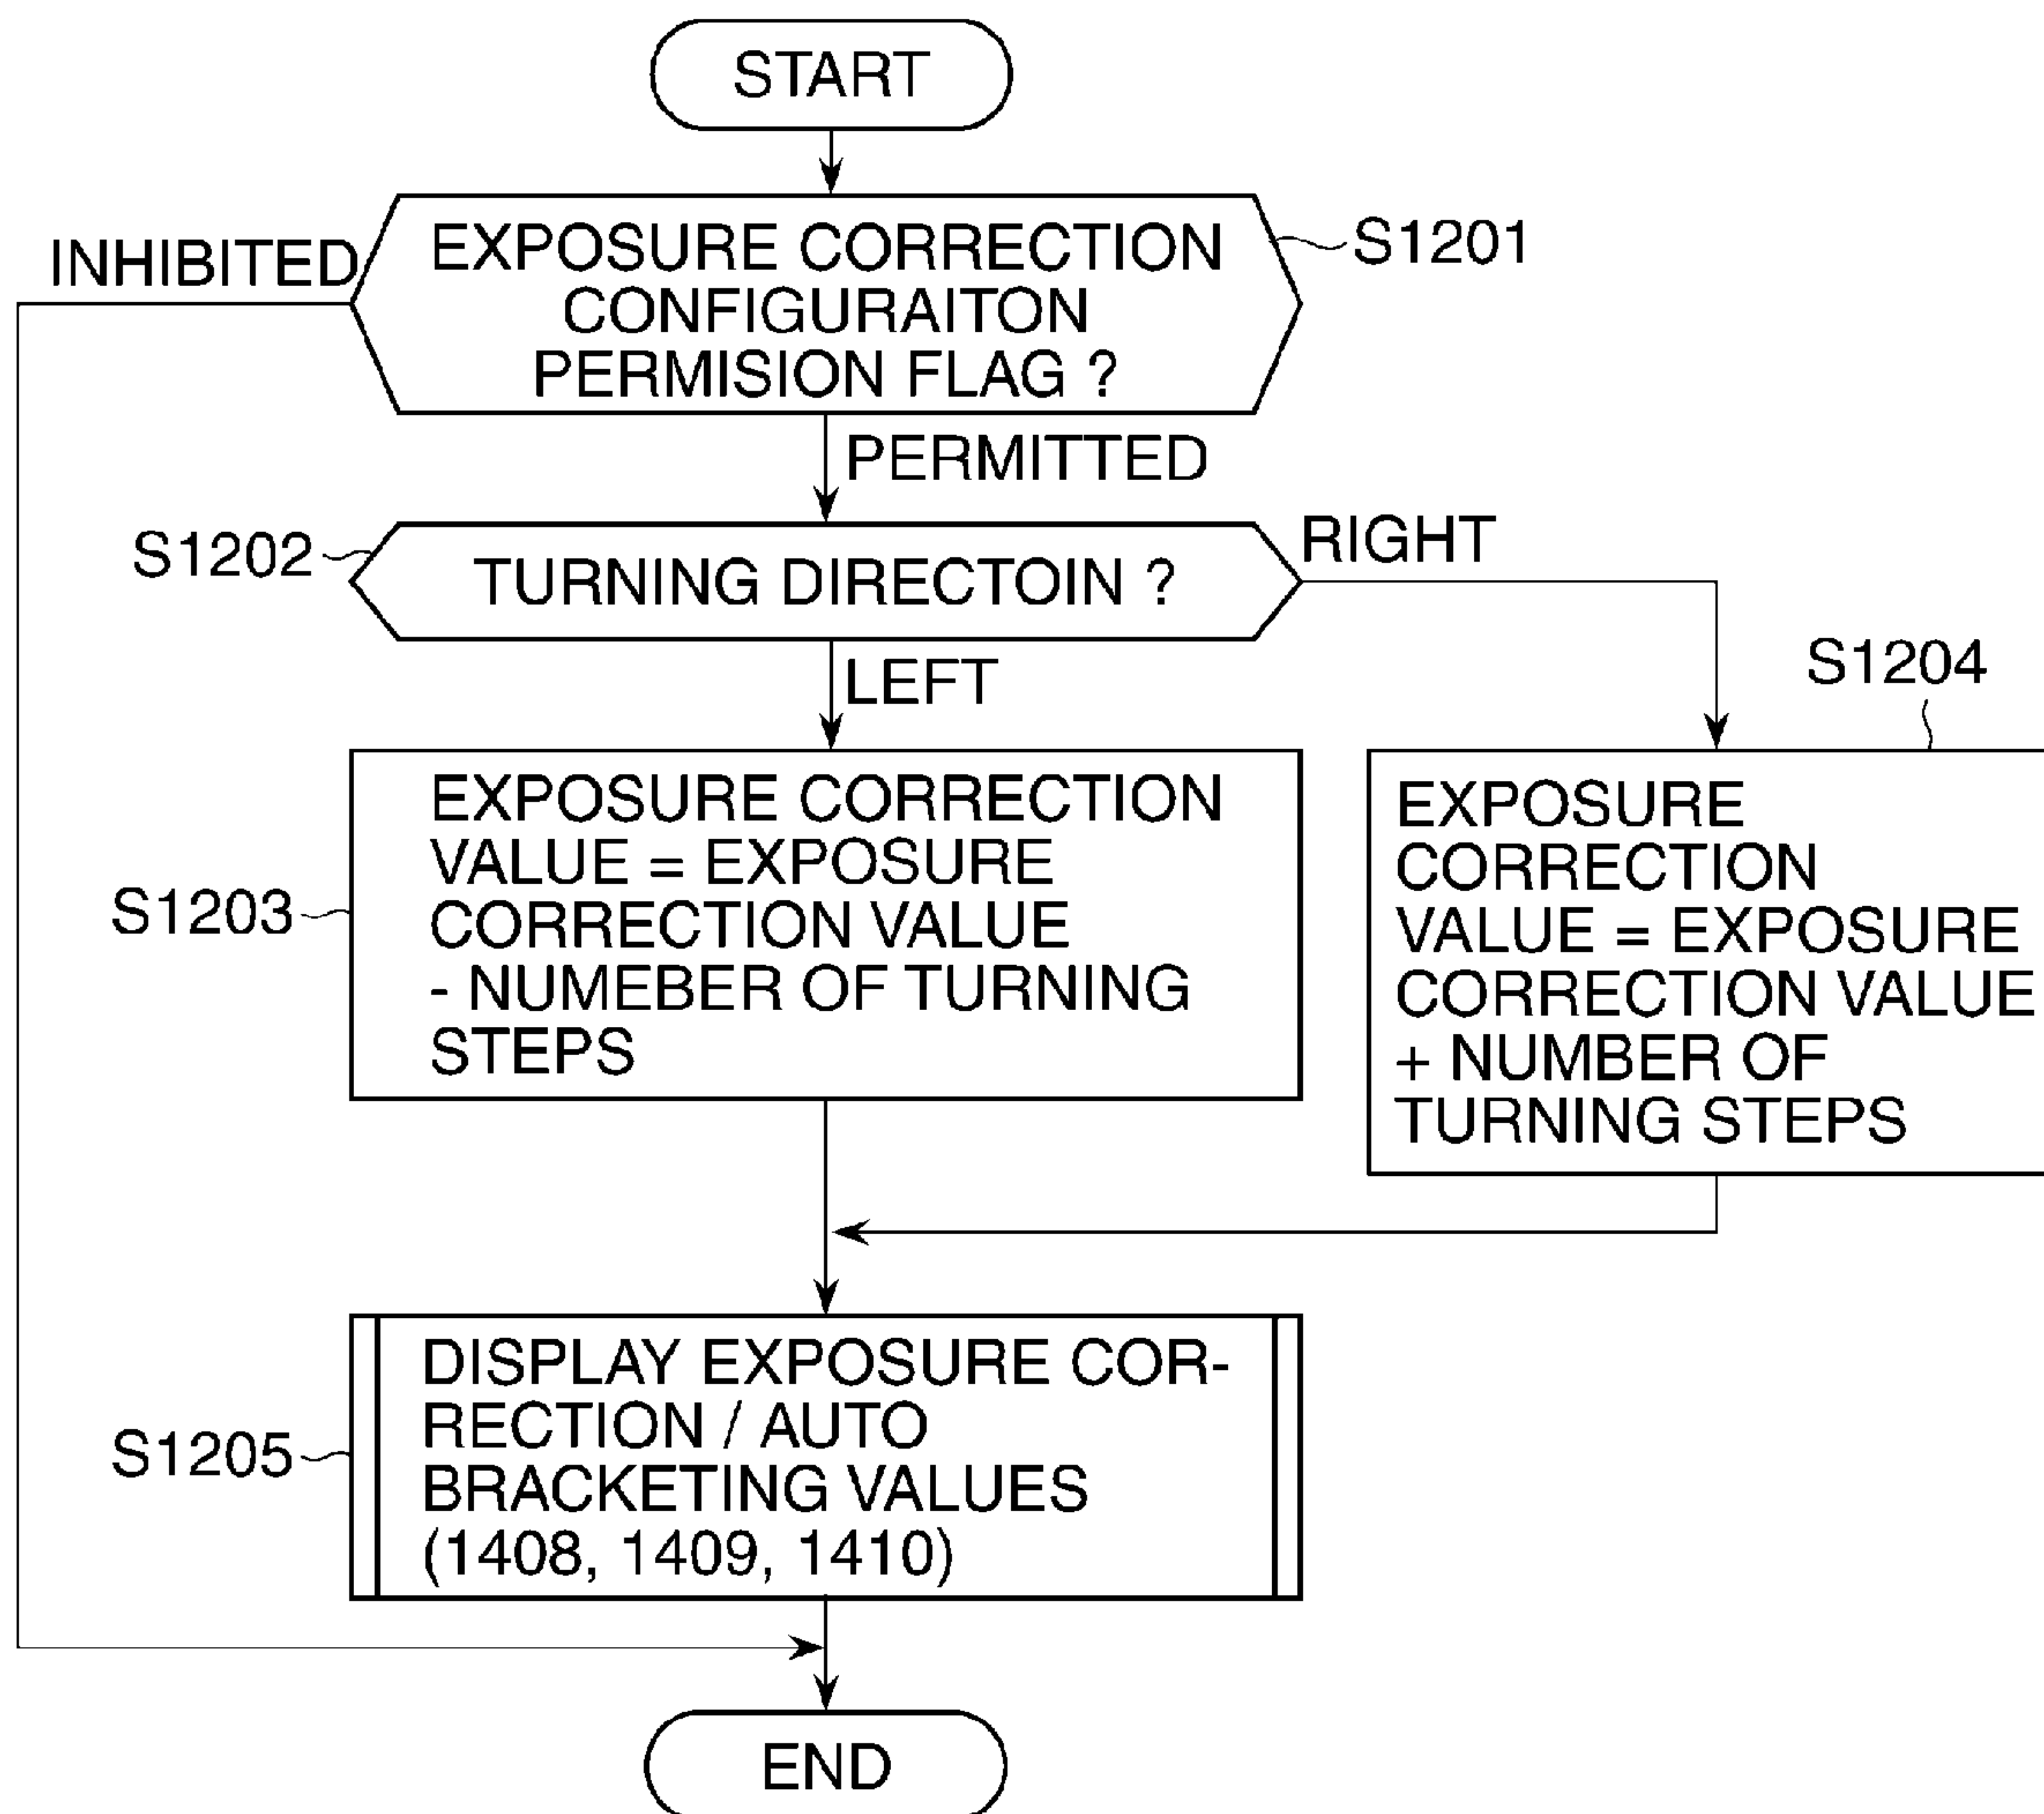 START
INHIBITED
EXPOSURE CORRECTION
CONFIGURAITON
PERMISION FLAG ?
S1201
PERMITTED
S1202
TURNING DIRECTOIN ?
RIGHT
LEFT
S1204
S1203
EXPOSURE CORRECTION
VALUE = EXPOSURE
CORRECTION VALUE
- NUMEBER OF TURNING
STEPS
EXPOSURE
CORRECTION
VALUE = EXPOSURE
CORRECTION VALUE
+ NUMBER OF
TURNING STEPS
S1205
DISPLAY EXPOSURE COR-
RECTION / AUTO
BRACKETING VALUES
(1408, 1409, 1410)
END